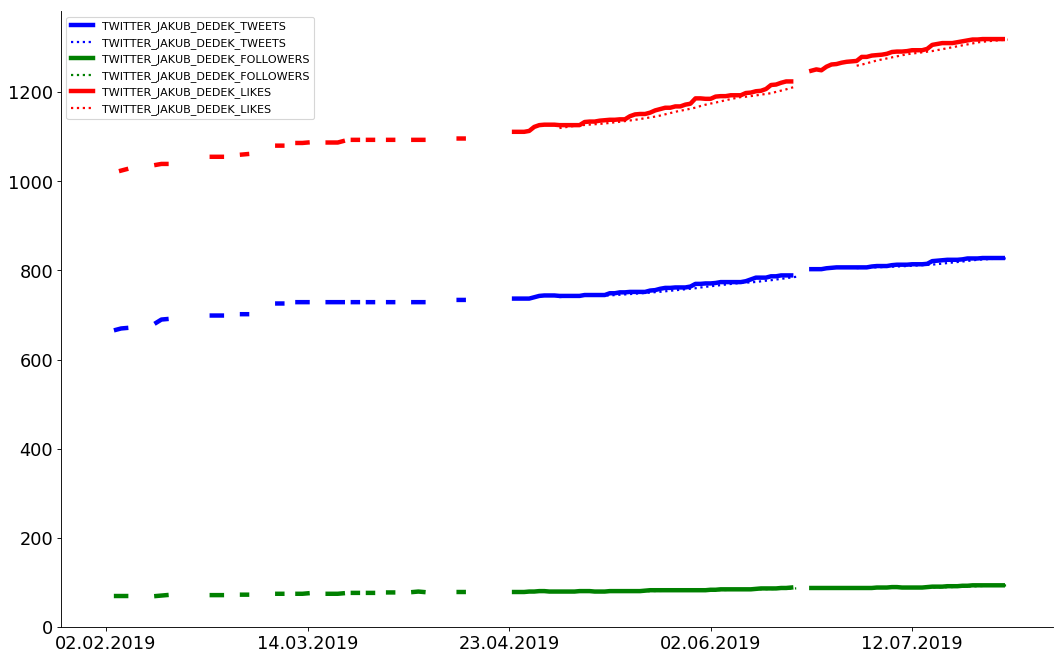 TWITTER_JAKUB_DEDEK_TWEETS
TWITTER_JAKUB_DEDEK_TWEETS
TWITTER_JAKUB_DEDEK_FOLLOWERS
TWITTER_JAKUB_DEDEK_FOLLOWERS
TWITTER_JAKUB_DEDEK_LIKES
TWITTER_JAKUB_DEDEK_LIKES
1200
1000
800
600
400
200
0
02.02.2019 14.03.2019 23.04.2019 02.06.2019 12.07.2019